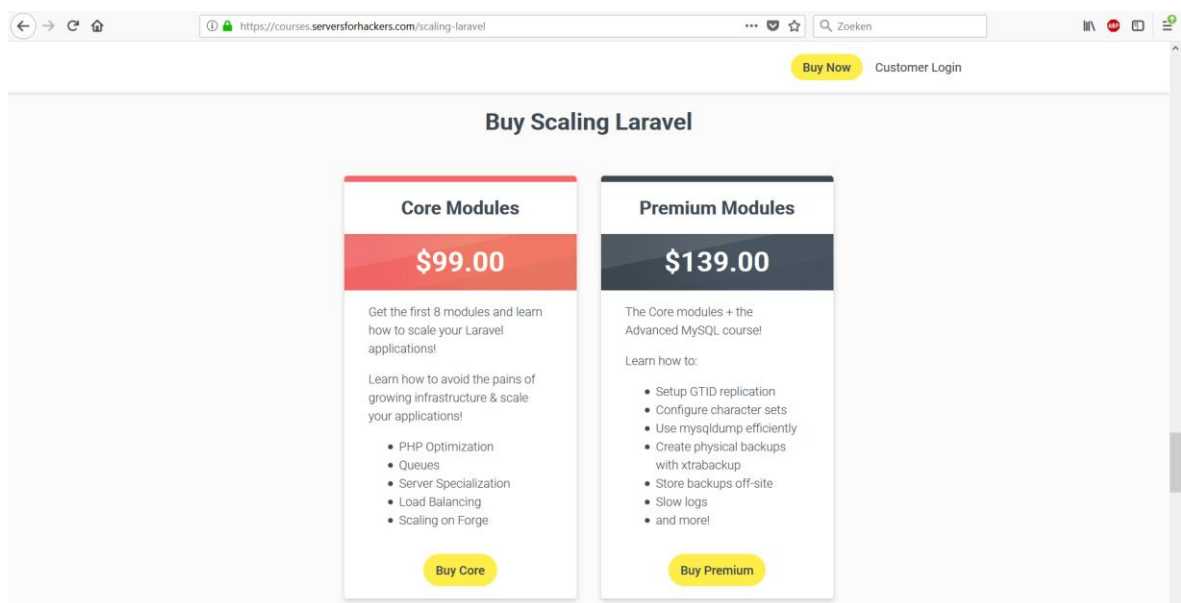 https://courses.serversforhackers.com/scaling-laravel
Zoeken
ABP
Buy Now
Customer Login
Buy Scaling Laravel
Core Modules
$99.00
Get the first 8 modules and learn
how to scale your Laravel
applications!
Learn how to avoid the pains of
growing infrastructure & scale
your applications!
• PHP Optimization
• Queues
• Server Specialization
• Load Balancing
• Scaling on Forge
Buy Core
Premium Modules
$139.00
The Core modules + the
Advanced MySQL course!
Learn how to:
• Setup GTID replication
• Configure character sets
• Use mysqldump efficiently
• Create physical backups
with xtrabackup
• Store backups off-site
• Slow logs
• and more!
Buy Premium